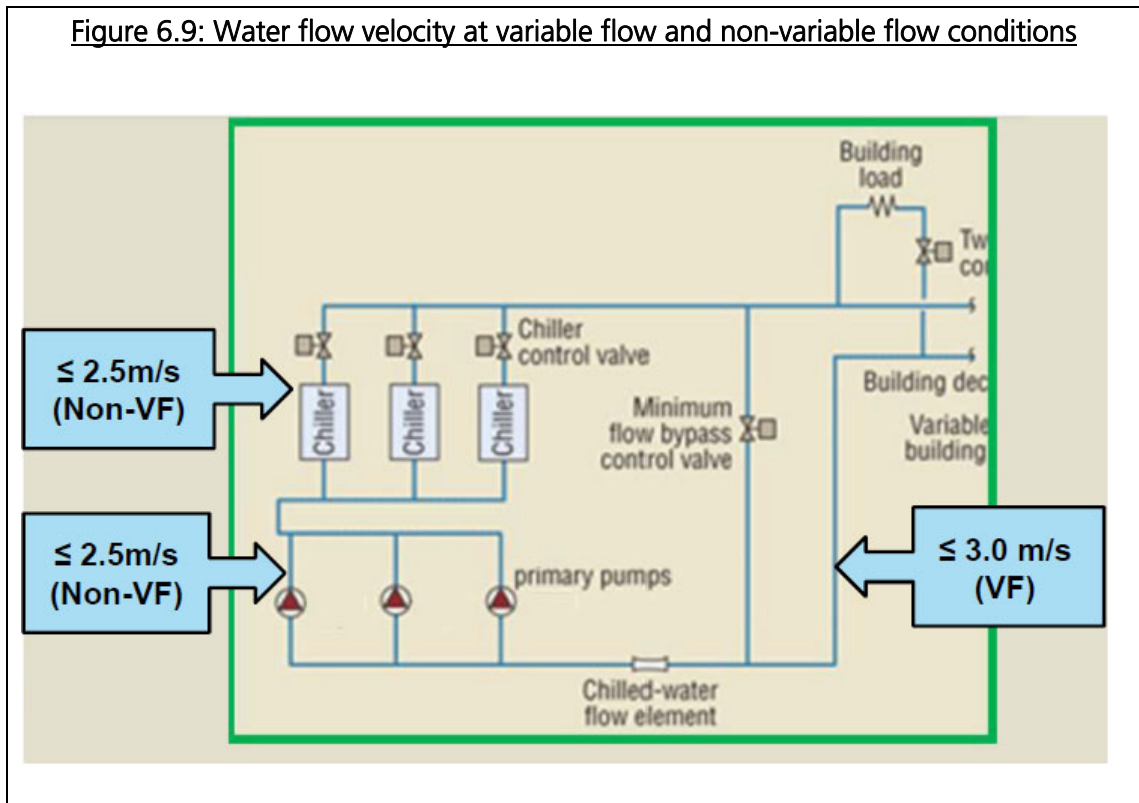 Figure 6.9: Water flow velocity at variable flow and non-variable flow conditions
Building
load
Tw
con
Chiller
control valve
≤ 2.5m/s
(Non-VF)
Chiller
Chiller
Chiller
Building dec
Minimum
flow bypass
control valve
Variable
building
≤ 2.5m/s
(Non-VF)
primary pumps
≤ 3.0 m/s
(VF)
Chilled-water
flow element